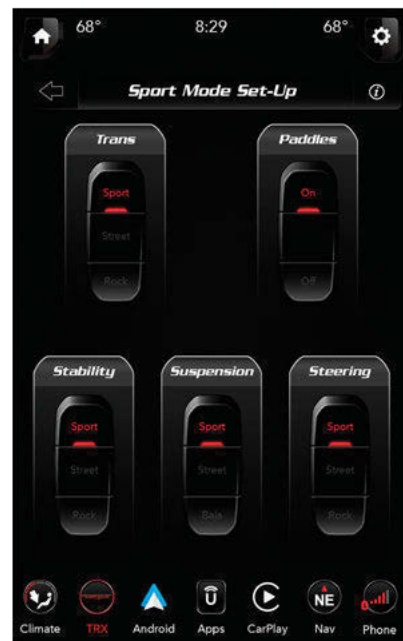 68° 8:29 68°
Sport Mode Set-Up
Trans Paddles
Sport On
Street
Rock Off
Stability Suspension Steering
Sport Sport Sport
Street Street Street
Rock Baja Rock
NE
Climate TRX Android Apps CarPlay Nav Phone